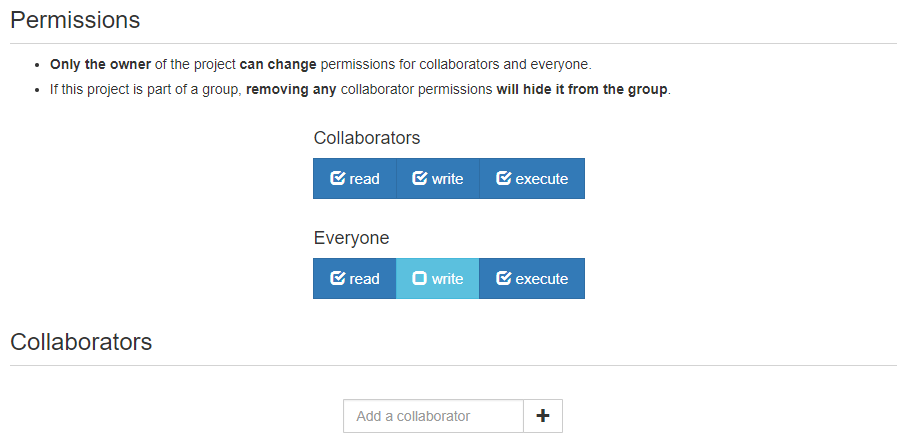 Permissions
Only the owner of the project can change permissions for collaborators and everyone.
If this project is part of a group, removing any collaborator permissions will hide it from the group.
Collaborators
read write execute
Everyone
read write execute
Collaborators
Add a collaborator